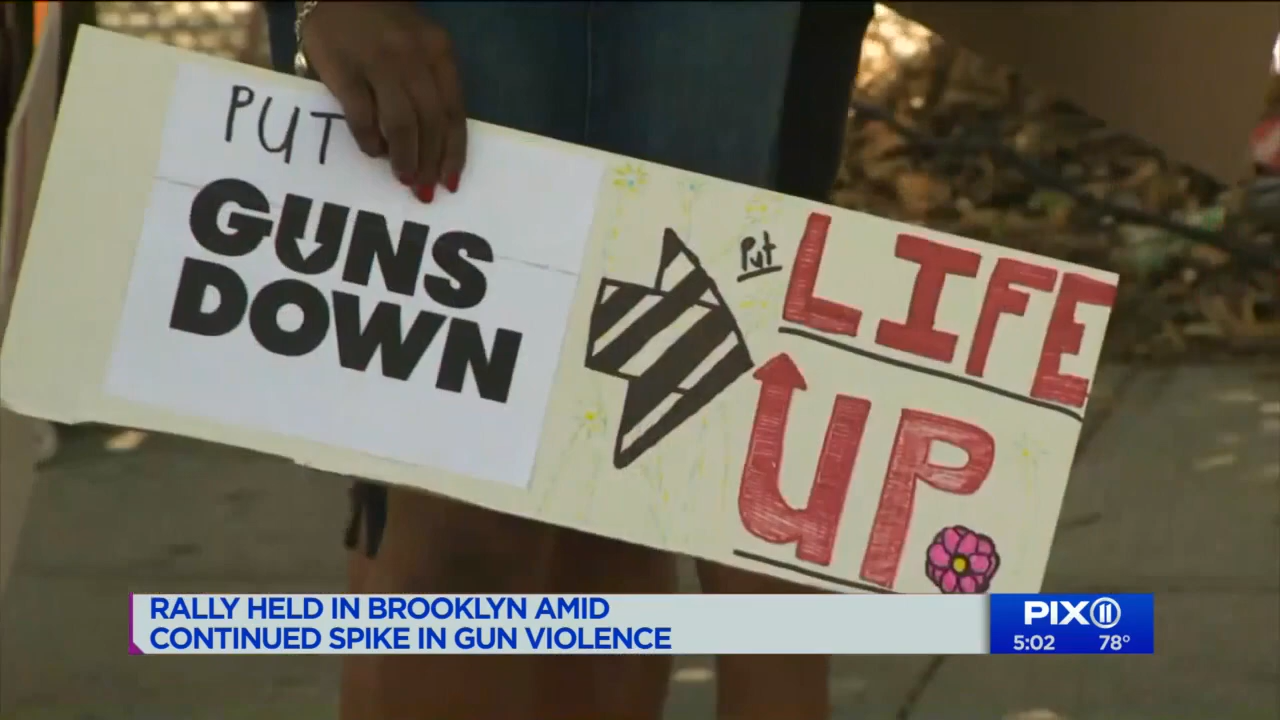 PUT
GUNS
DOWN
Put
LIFE
UP
RALLY HELD IN BROOKLYN AMID
CONTINUED SPIKE IN GUN VIOLENCE
PIX11
5:02 78°